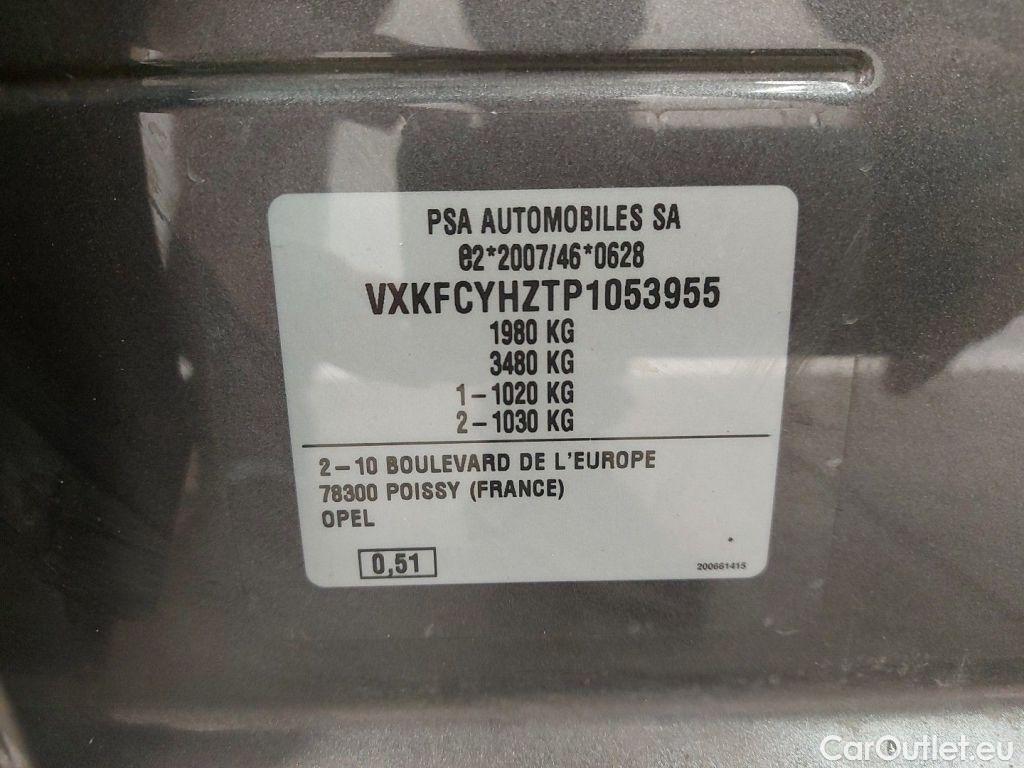 PSA AUTOMOBILES SA
e2*2007/46*0628
VXKFCYHZTP1053955
1980 KG
3480 KG
1-1020 KG
2-1030 KG
2-10 BOULEVARD DE L'EUROPE
78300 POISSY (FRANCE)
OPEL
0,51
200661415
CarOutlet.eu